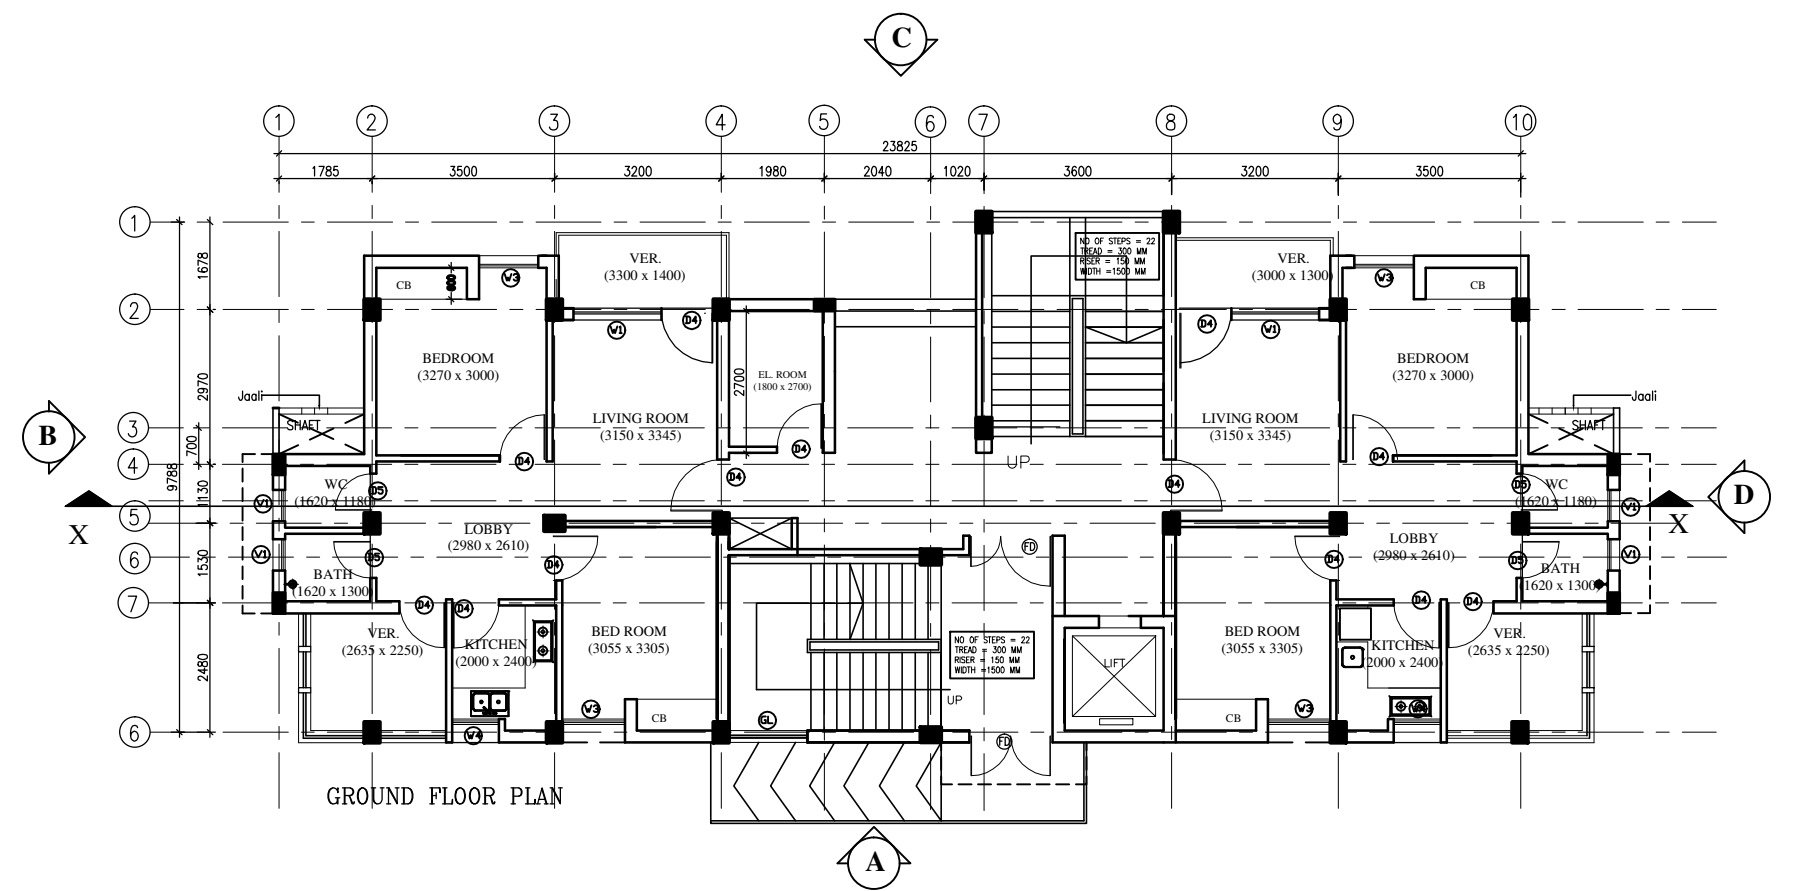 C
1 2 3 4 5 6 7 8 9 10
23825
1785 3500 3200 1980 2040 1020 3600 3200 3500
1
1678
2
2970
3
700
4
9788
1130
5
6
1530
7
2480
6
VER.
(3300 x 1400)
NO OF STEPS = 22
TREAD = 300 MM
RISER = 150 MM
WIDTH =1500 MM
VER.
(3000 x 1300)
CB
600
W3
W3
CB
W1
D4
D4
W1
BEDROOM
(3270 x 3000)
2700
EL. ROOM
(1800 x 2700)
BEDROOM
(3270 x 3000)
Jaali
SHAFT
LIVING ROOM
(3150 x 3345)
LIVING ROOM
(3150 x 3345)
Jaali
SHAFT
B
D4
D4
D4
UP
D4
D4
D
WC
(1620 x 1180)
D5
V1
WC
(1620 x 1180)
D5
V1
X
X
LOBBY
(2980 x 2610)
LOBBY
(2980 x 2610)
V1
D5
D4
FD
D4
D5
V1
BATH
(1620 x 1300)
BATH
(1620 x 1300)
D4
D4
D4
D4
VER.
(2635 x 2250)
KITCHEN
(2000 x 2400)
BED ROOM
(3055 x 3305)
NO OF STEPS = 22
TREAD = 300 MM
RISER = 150 MM
WIDTH =1500 MM
LIFT
BED ROOM
(3055 x 3305)
KITCHEN
(2000 x 2400)
VER.
(2635 x 2250)
UP
W4
W3
CB
GL
FD
CB
W3
GROUND FLOOR PLAN
A